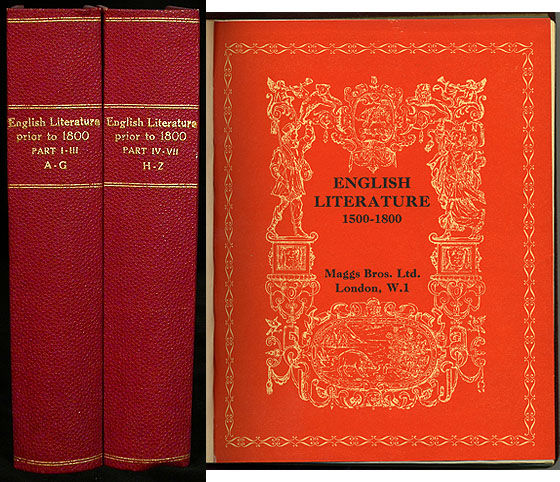 English Literature
prior to 1800
PART I-III
A-G
English Literature
prior to 1800
PART IV-VII
H-Z
ENGLISH
LITERATURE
1500-1800
Maggs Bros. Ltd.
London, W.1